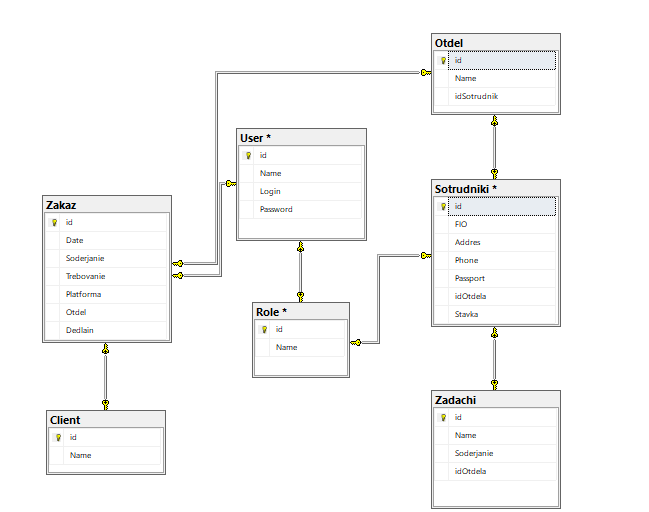 Otdel
id
Name
idSotrudnik
User *
id
Name
Login
Password
Zakaz
id
Date
Soderjanie
Trebovanie
Platforma
Otdel
Dedlain
Sotrudniki *
id
FIO
Addres
Phone
Passport
idOtdela
Stavka
Role *
id
Name
Client
id
Name
Zadachi
id
Name
Soderjanie
idOtdela